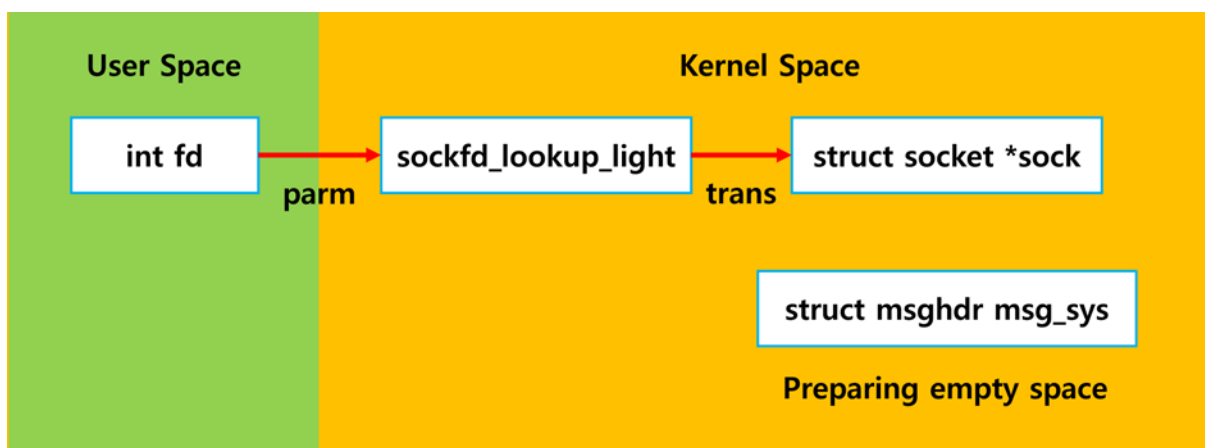 User Space
Kernel Space
int fd
sockfd_lookup_light
struct socket *sock
parm
trans
struct msghdr msg_sys
Preparing empty space